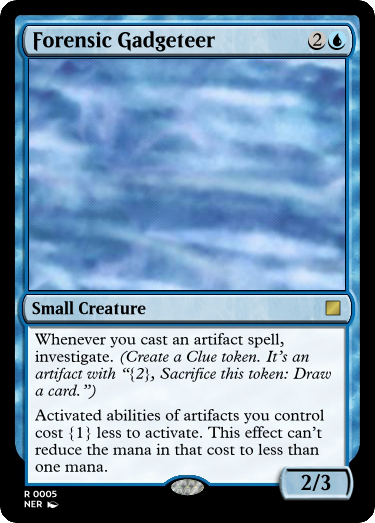 Forensic Gadgeteer 2
Small Creature
Whenever you cast an artifact spell,
investigate. (Create a Clue token. It's an
artifact with “{2}, Sacrifice this token: Draw
a card.”)
Activated abilities of artifacts you control
cost {1} less to activate. This effect can't
reduce the mana in that cost to less than
one mana.
2/3
R 0005
NER